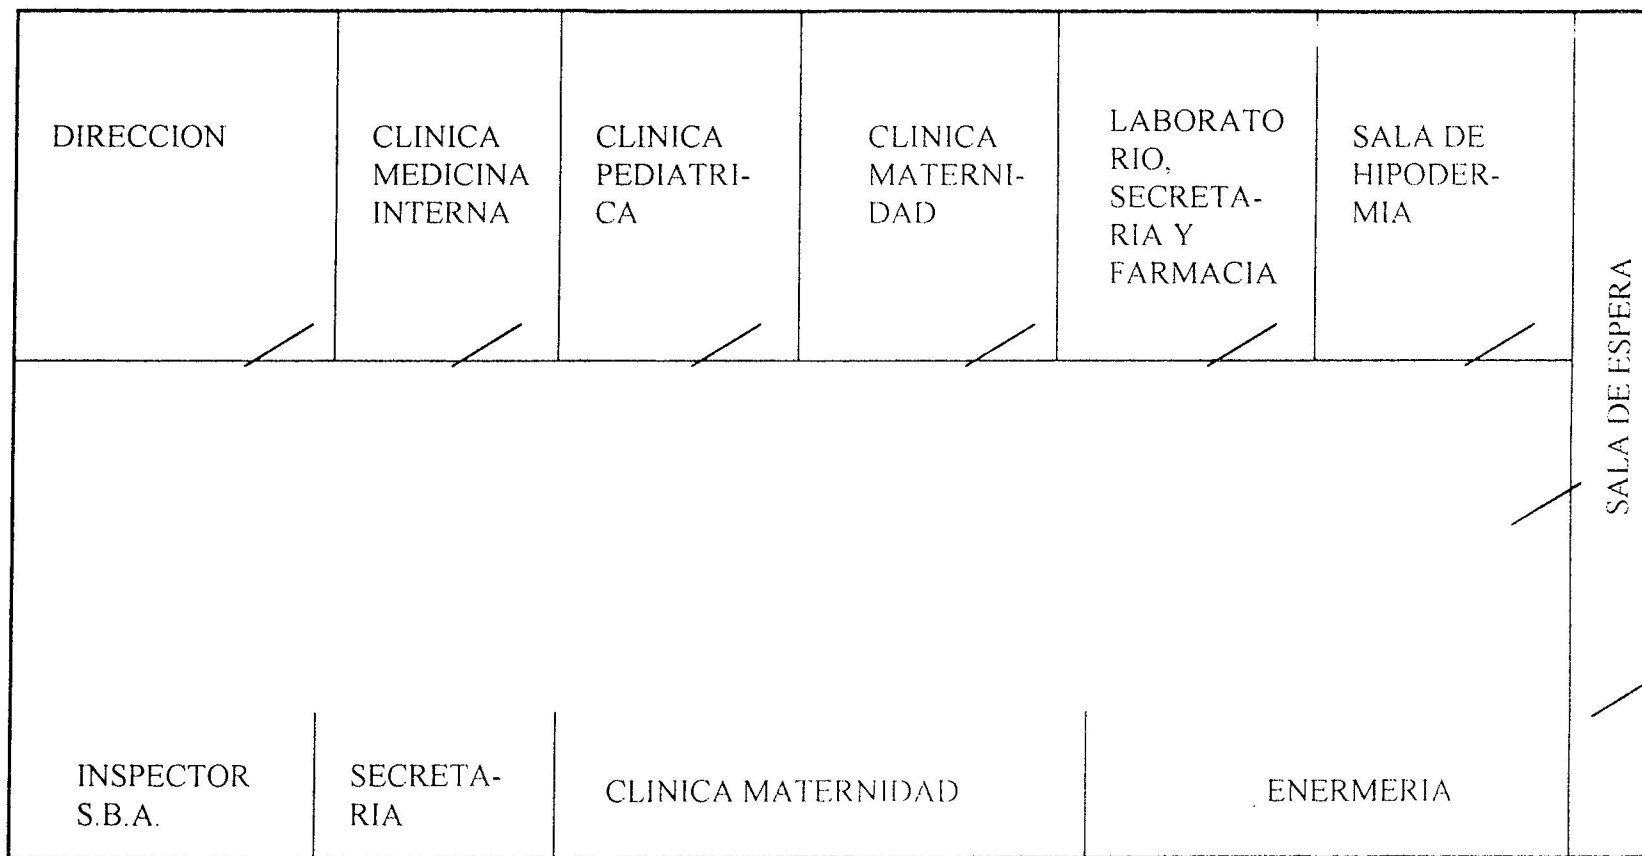 DIRECCION
CLINICA
MEDICINA
INTERNA
CLINICA
PEDIATRI-
CA
CLINICA
MATERNI-
DAD
LABORATO
RIO,
SECRETA-
RIA Y
FARMACIA
SALA DE
HIPODER-
MIA
SALA DE ESPERA
INSPECTOR
S.B.A.
SECRETA-
RIA
CLINICA MATERNIDAD
ENERMERIA